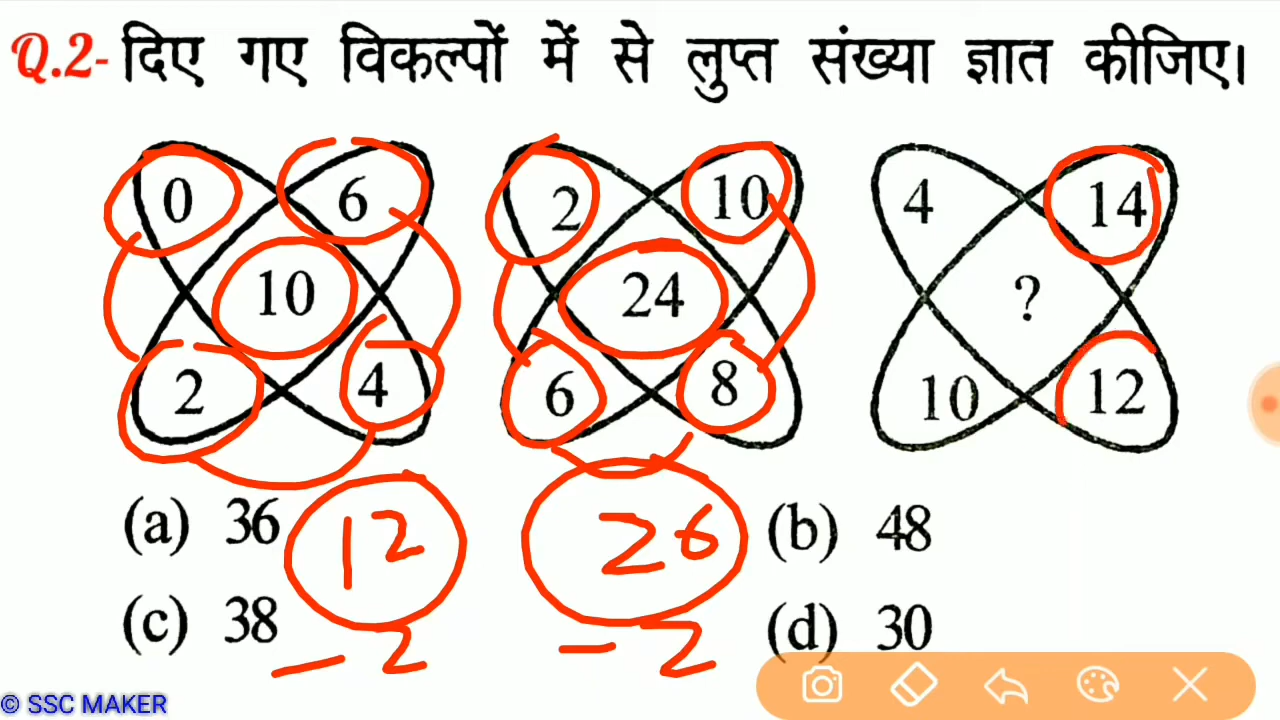 Q.2- दिए गए विकल्पों में से लुप्त संख्या ज्ञात कीजिए।
0 6 2 10 4 14
10 24 ?
2 4 6 8 10 12
(a) 36 12 26 (b) 48
(c) 38 -2 -2 (d) 30
© SSC MAKER